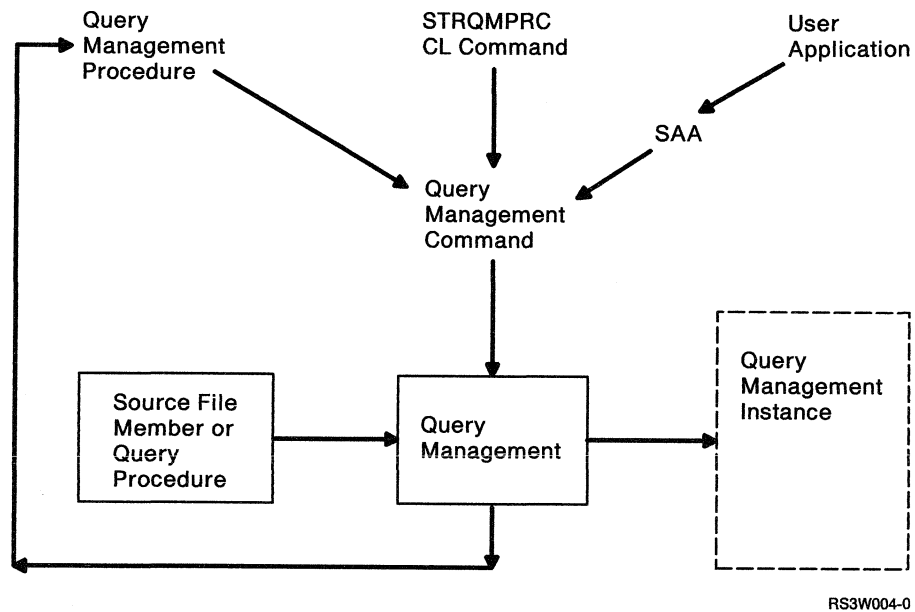 Query
Management
Procedure
STRQMPRC
CL Command
User
Application
SAA
Query
Management
Command
Source File
Member or
Query
Procedure
Query
Management
Query
Management
Instance
RS3W004-0